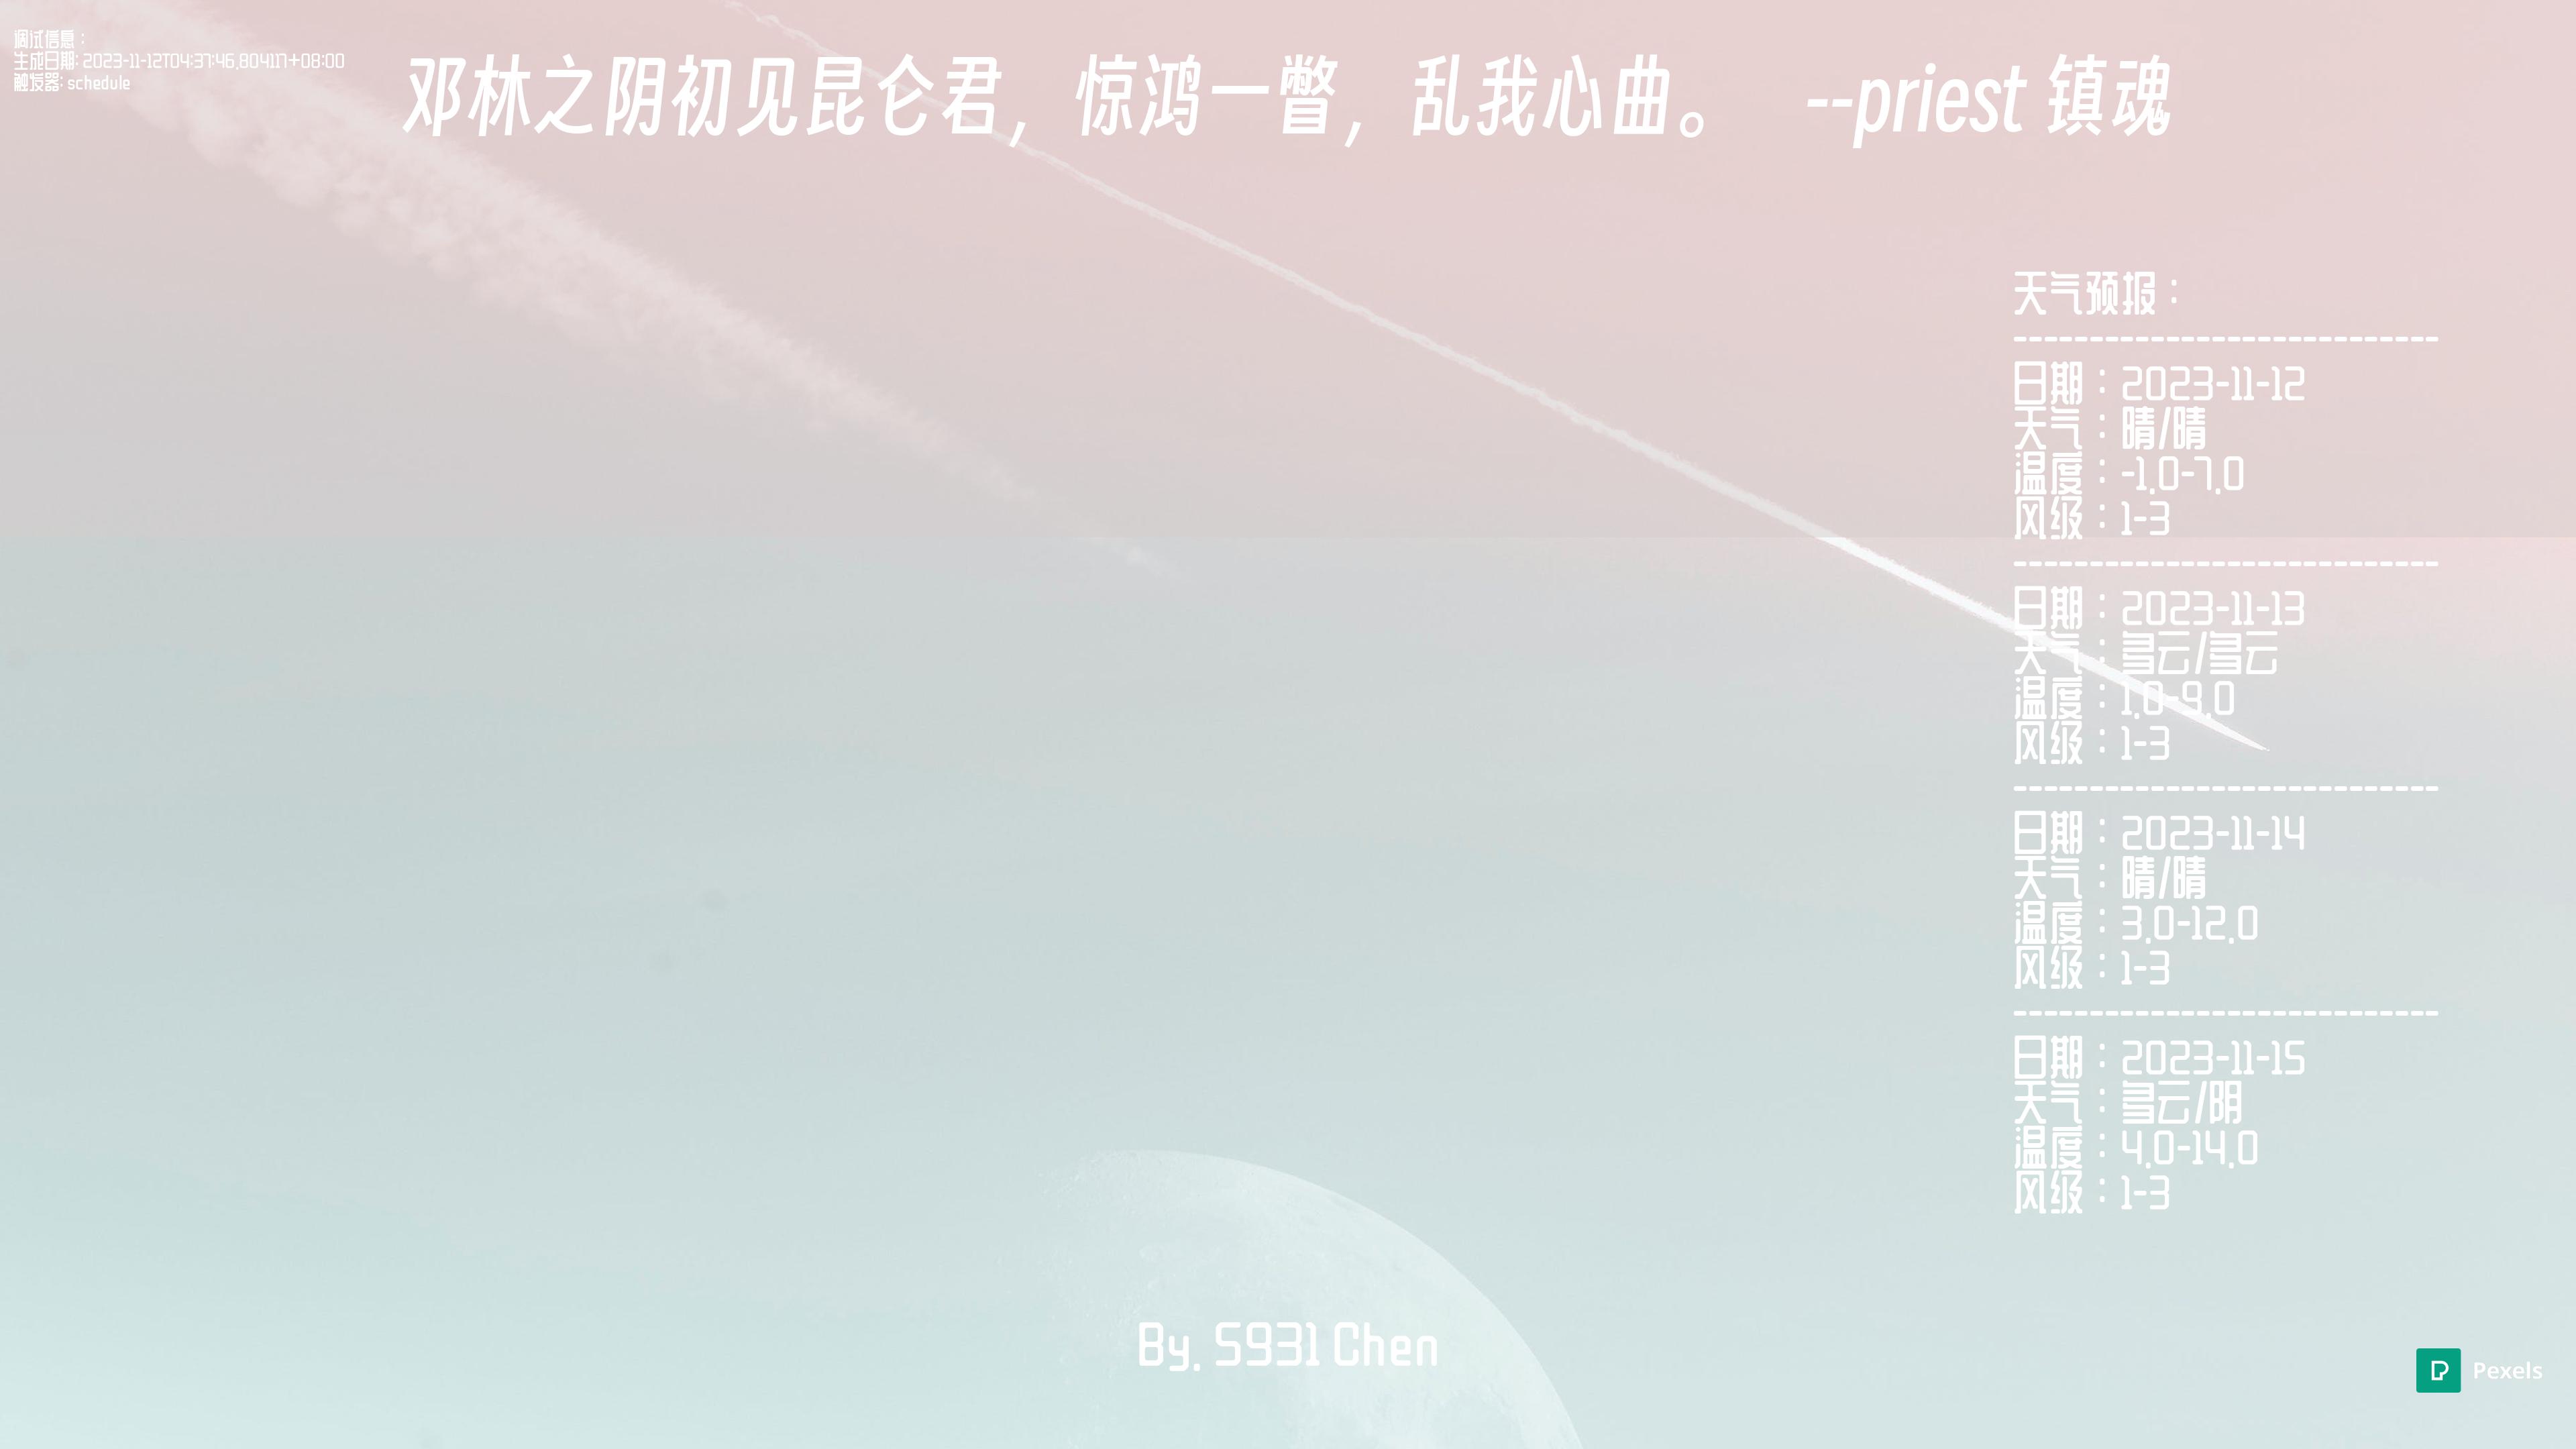 调试信息：
生成日期: 2023-11-12T04:37:46.804117+08:00
触发器: schedule
邓林之阴初见昆仑君，惊鸿一瞥，乱我心曲。 --priest 镇魂
天气预报：
----------------------------
日期：2023-11-12
天气：晴/晴
温度：-1.0-7.0
风级：1-3
----------------------------
日期：2023-11-13
天气：多云/多云
温度：1.0-9.0
风级：1-3
----------------------------
日期：2023-11-14
天气：晴/晴
温度：3.0-12.0
风级：1-3
----------------------------
日期：2023-11-15
天气：多云/阴
温度：4.0-14.0
风级：1-3
By. S931 Chen
Pexels